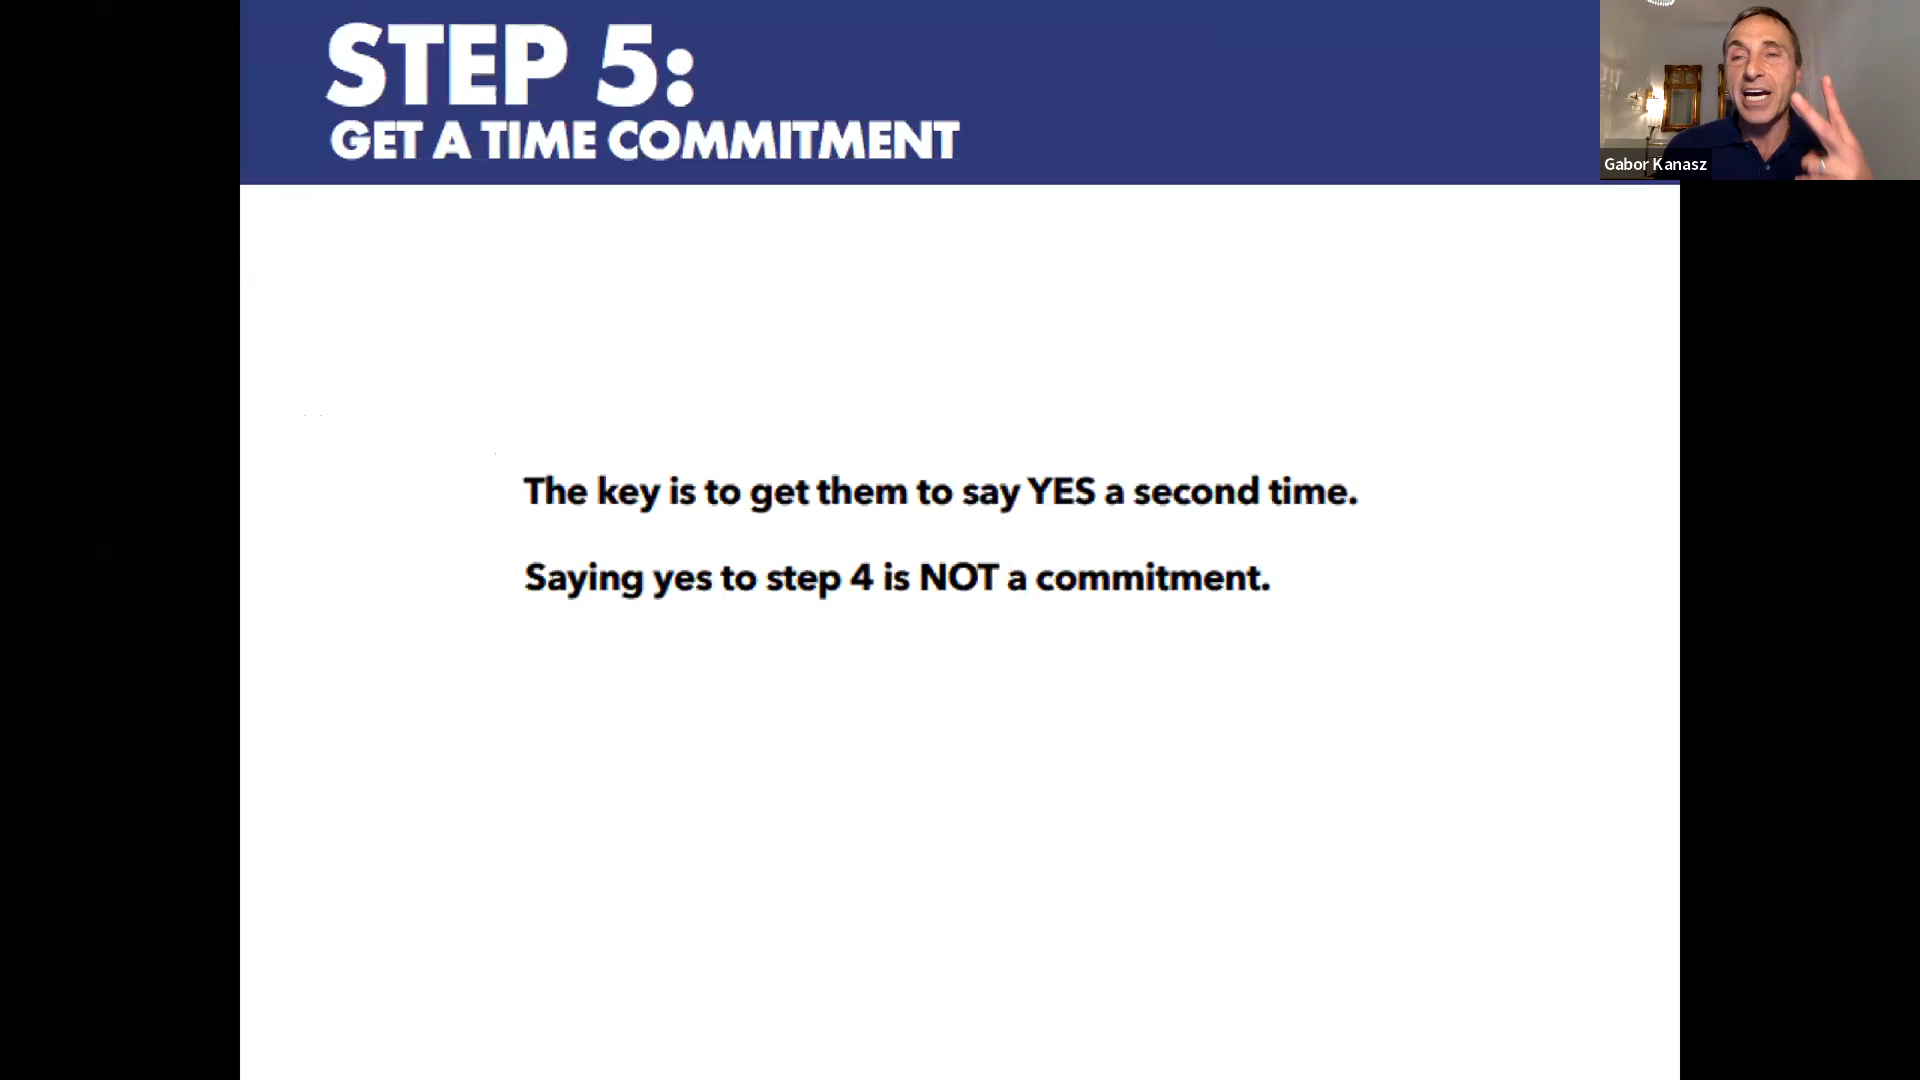 STEP 5:
GET A TIME COMMITMENT
Gabor Kanasz
The key is to get them to say YES a second time.
Saying yes to step 4 is NOT a commitment.